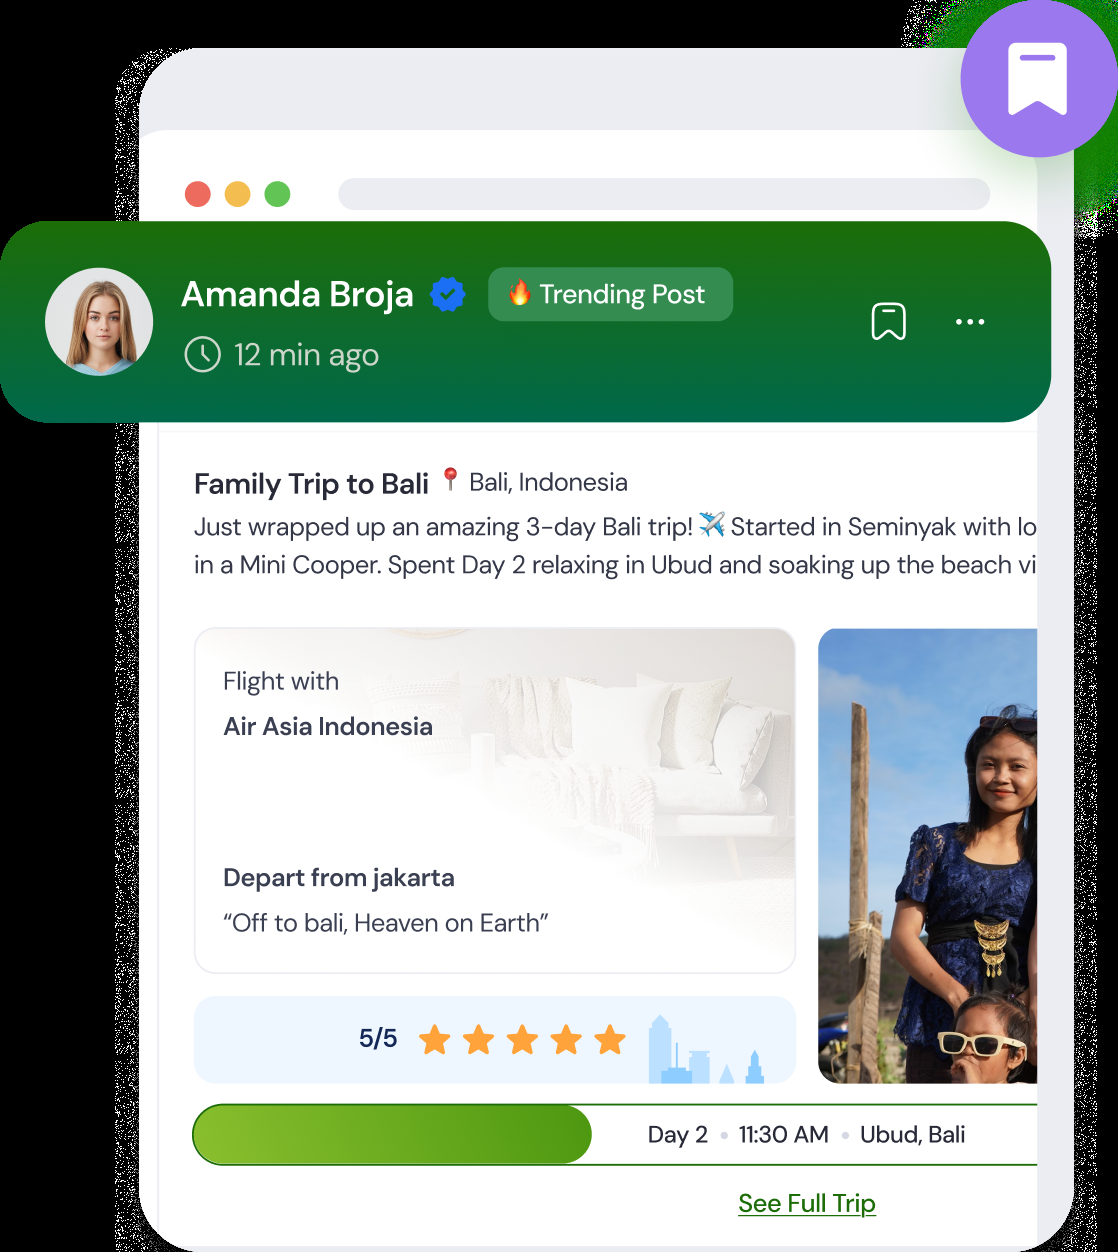 Amanda Broja
🔥 Trending Post
12 min ago
Family Trip to Bali 📍 Bali, Indonesia
Just wrapped up an amazing 3-day Bali trip! ✈️ Started in Seminyak with
in a Mini Cooper. Spent Day 2 relaxing in Ubud and soaking up the beach
Flight with
Air Asia Indonesia
Depart from jakarta
“Off to bali, Heaven on Earth”
5/5
Day 2 • 11:30 AM • Ubud, Bali
See Full Trip